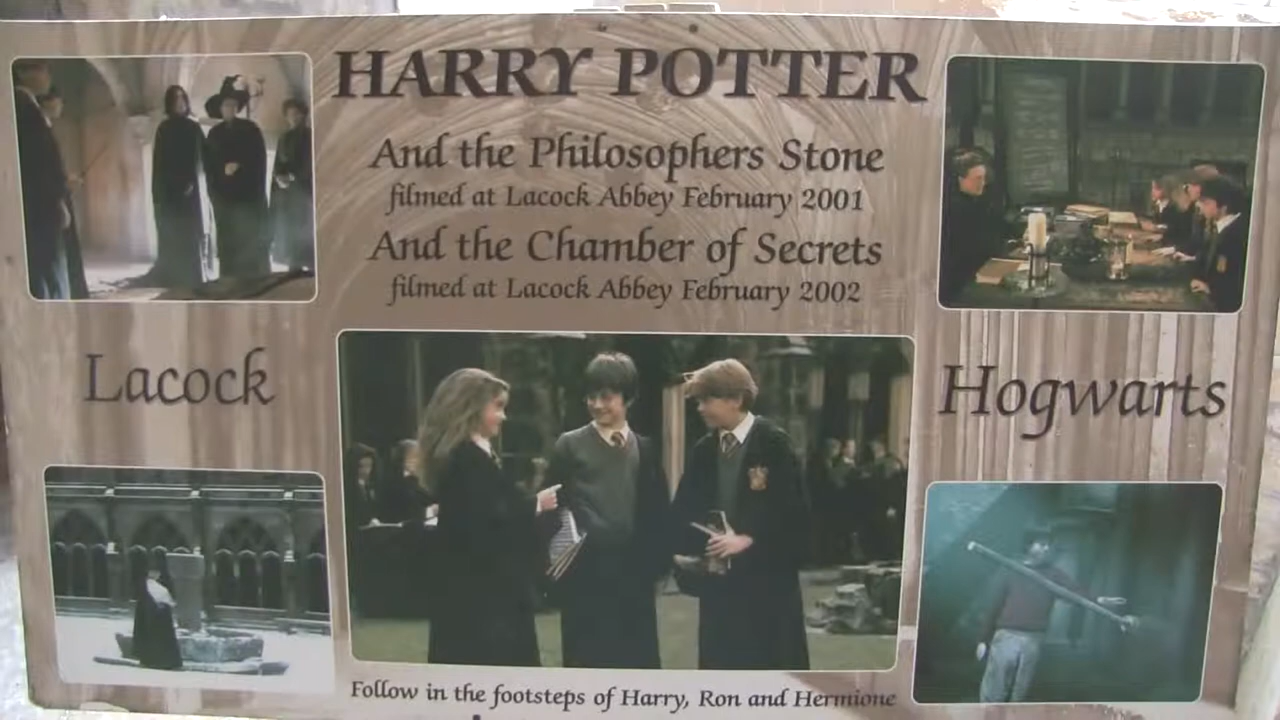 HARRY POTTER
And the Philosophers Stone
filmed at Lacock Abbey February 2001
And the Chamber of Secrets
filmed at Lacock Abbey February 2002
Lacock
Hogwarts
Follow in the footsteps of Harry, Ron and Hermione